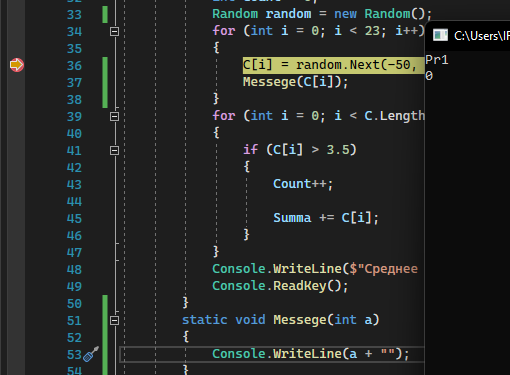 33 Random random = new Random();
34 for (int i = 0; i < 23; i++)
35 {
36 C[i] = random.Next(-50,
37 Messege(C[i]);
38 }
39 for (int i = 0; i < C.Length
40 {
41 if (C[i] > 3.5)
42 {
43 Count++;
44
45 Summa += C[i];
46 }
47 }
48 Console.WriteLine($"Среднее
49 Console.ReadKey();
50 }
51 static void Messege(int a)
52 {
53 Console.WriteLine(a + "");
54 }
C:\Users\IF
Pr1
0